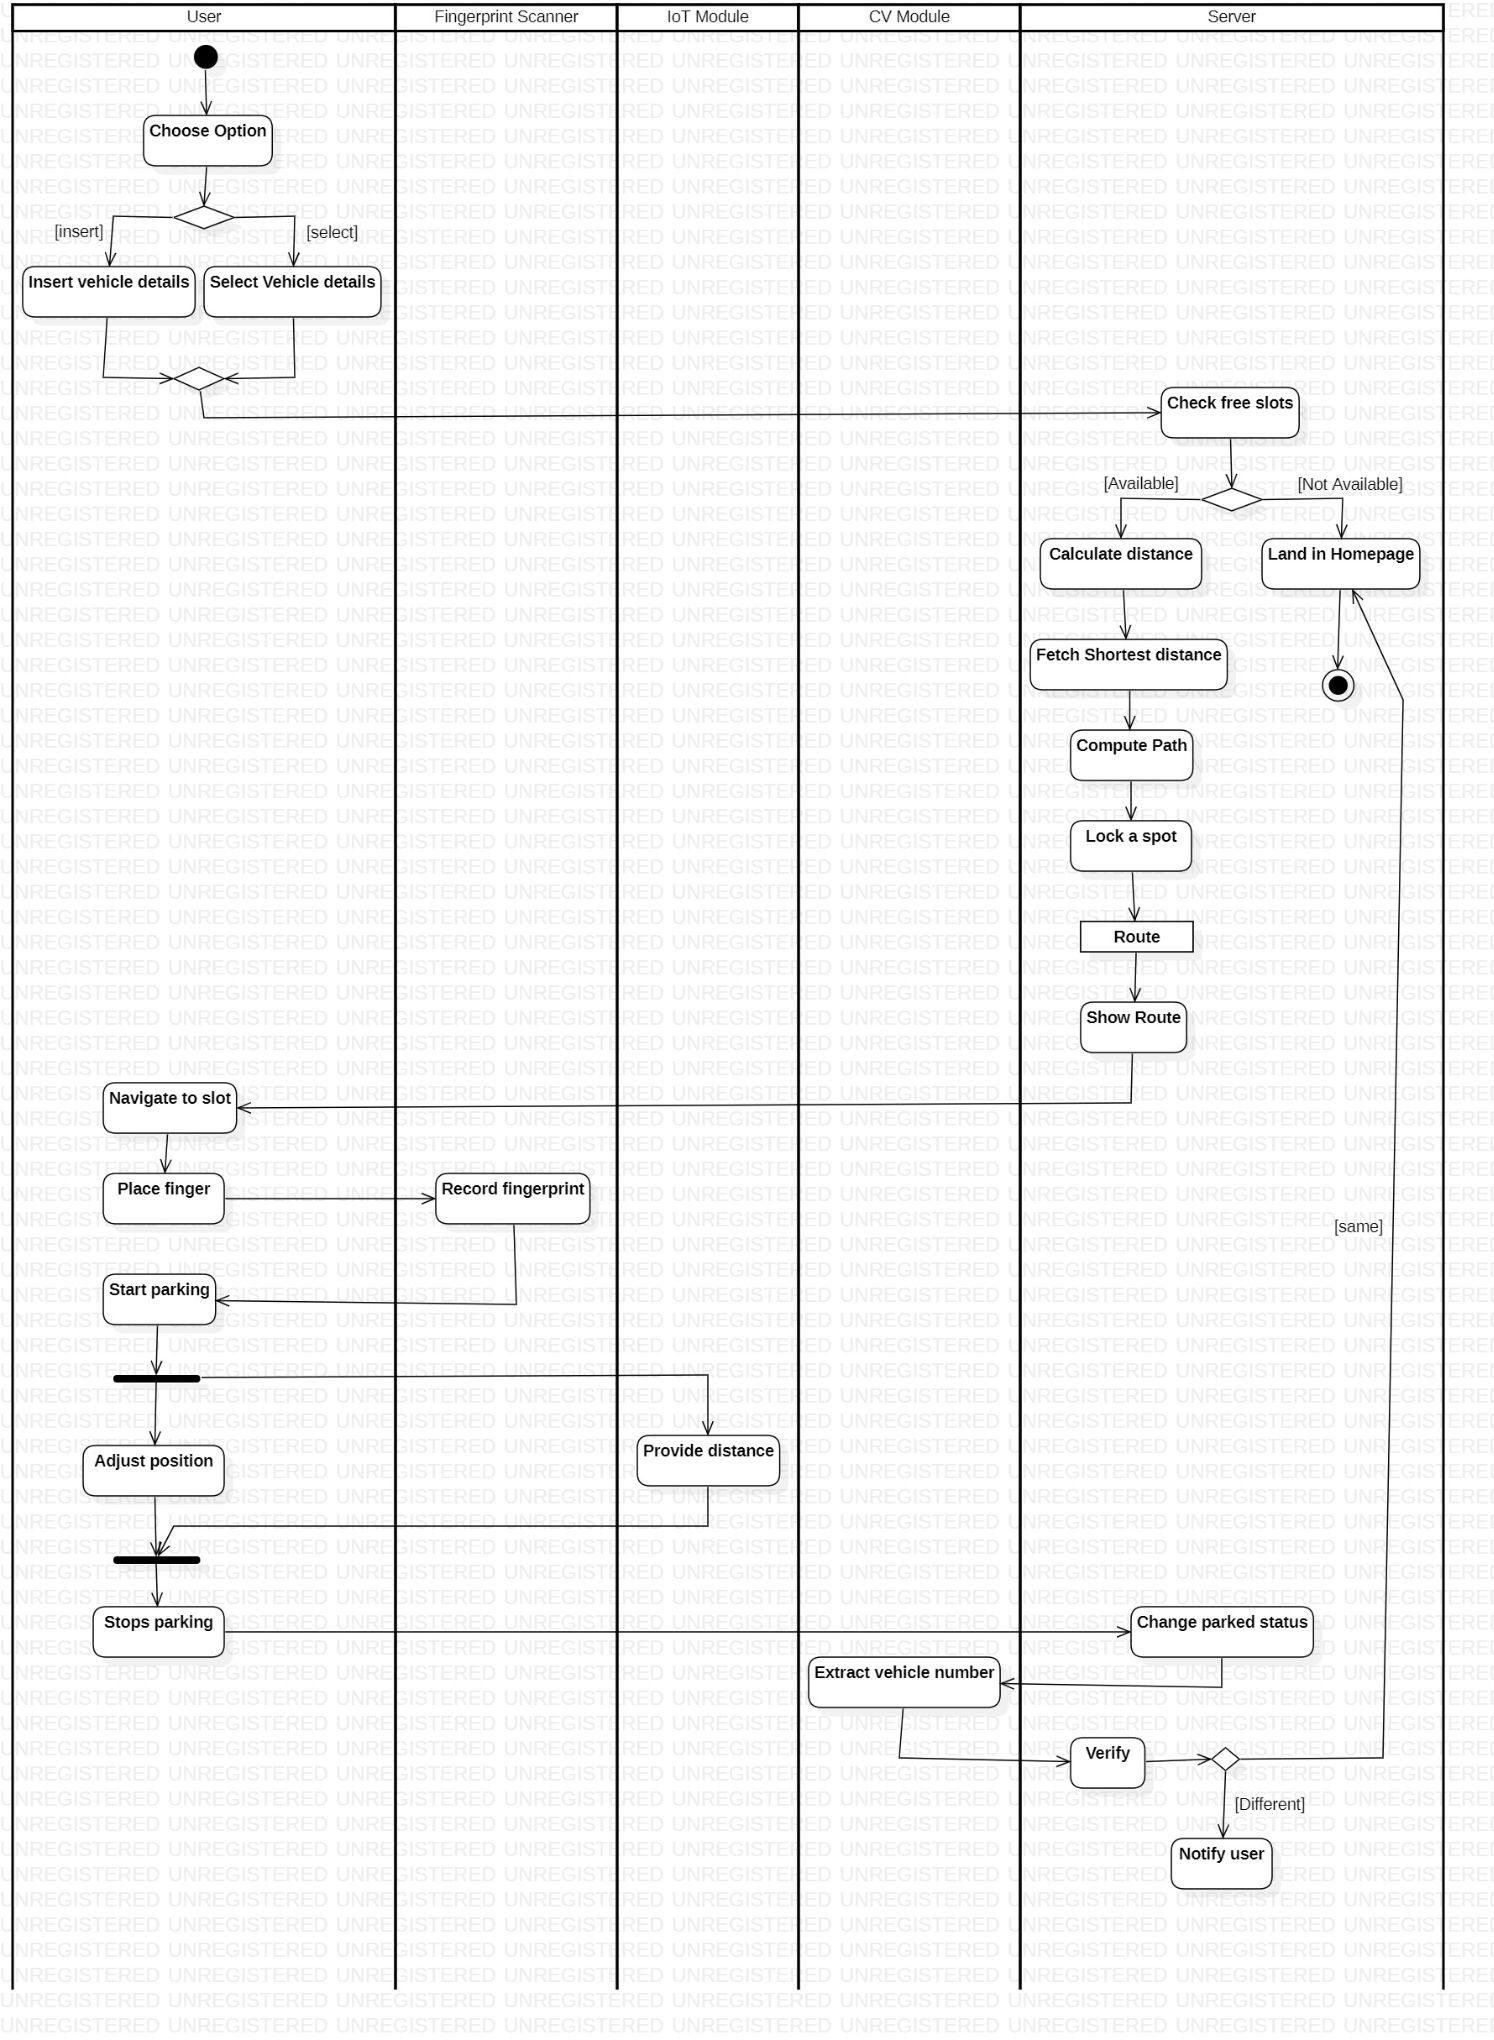 User
Fingerprint Scanner
IoT Module
CV Module
Server
Choose Option
[insert]
[select]
Insert vehicle details
Select Vehicle details
Check free slots
[Available]
[Not Available]
Calculate distance
Land in Homepage
Fetch Shortest distance
Compute Path
Lock a spot
Route
Show Route
Navigate to slot
Place finger
Record fingerprint
[same]
Start parking
Adjust position
Provide distance
Stops parking
Change parked status
Extract vehicle number
Verify
[Different]
Notify user
UNREGISTERED